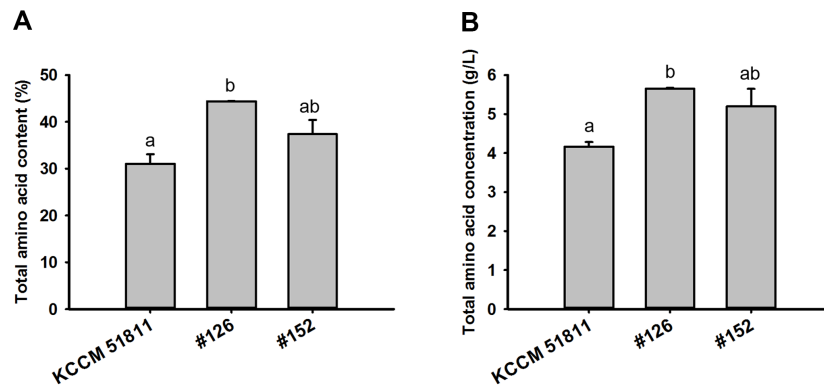 A
Total amino acid content (%)
50
40
30
20
10
0
a
b
ab
KCCM 51811
#126
#152
B
Total amino acid concentration (g/L)
6
5
4
3
2
1
0
a
b
ab
KCCM 51811
#126
#152